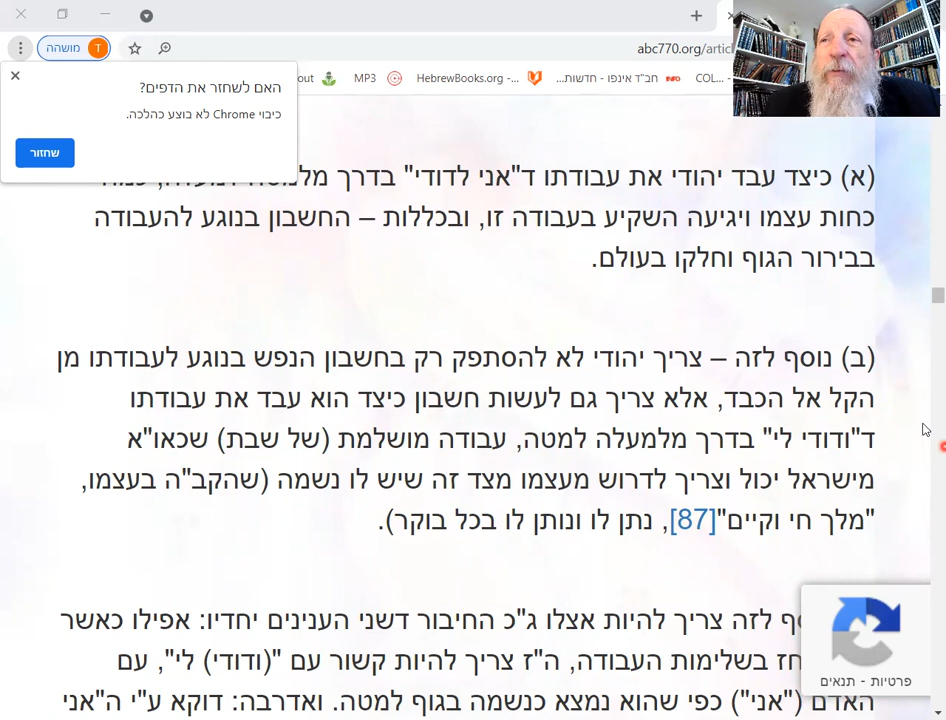 מושהה
T
abc770.org/artic
out
MP3
HebrewBooks.org -...
חב"ד אינפו - חדשות...
INFO
COL...
האם לשחזר את הדפים?
כיבוי Chrome לא בוצע כהלכה.
שחזור
(א) כיצד עבד יהודי את עבודתו ד"אני לדודי" בדרך
כחות עצמו ויגיעה השקיע בעבודה זו, ובכללות – החשבון בנוגע להעבודה
בבירור הגוף וחלקו בעולם.
(ב) נוסף לזה – צריך יהודי לא להסתפק רק בחשבון הנפש בנוגע לעבודתו מן
הקל אל הכבד, אלא צריך גם לעשות חשבון כיצד הוא עבד את עבודתו
ד"ודודי לי" בדרך מלמעלה למטה, עבודה מושלמת (של שבת) שכאו"א
מישראל יכול וצריך לדרוש מעצמו מצד זה שיש לו נשמה (שהקב"ה בעצמו,
"מלך חי וקיים"[87], נתן לו ונותן לו בכל בוקר).
לזה צריך להיות אצלו ג"כ החיבור דשני הענינים יחדיו: אפילו כאשר
בשלימות העבודה, ה"ז צריך להיות קשור עם "(ודודי) לי", עם
האדם ("אני") כפי שהוא נמצא כנשמה בגוף למטה. ואדרבה: דוקא ע"י ה"אני
פרטיות - תנאים